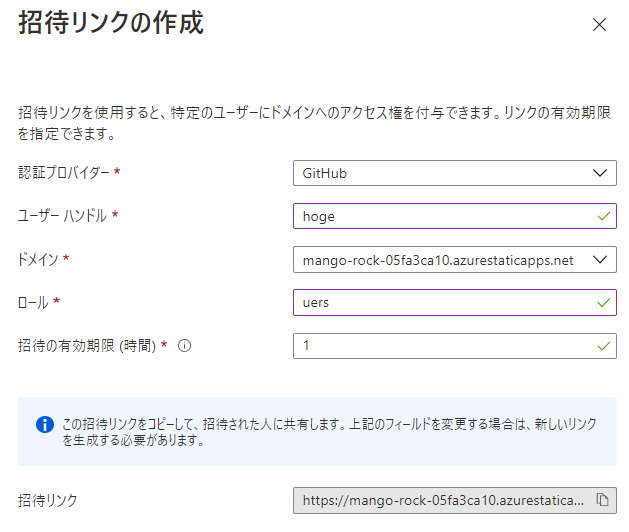 招待リンクの作成
招待リンクを使用すると、特定のユーザーにドメインへのアクセス権を付与できます。リンクの有効期限
を指定できます。
認証プロバイダー *
GitHub
ユーザー ハンドル *
hoge
ドメイン *
mango-rock-05fa3ca10.azurestaticapps.net
ロール *
uers
招待の有効期限 (時間) *
1
この招待リンクをコピーして、招待された人に共有します。上記のフィールドを変更する場合は、新しいリンク
を生成する必要があります。
招待リンク
https://mango-rock-05fa3ca10.azurestatica...